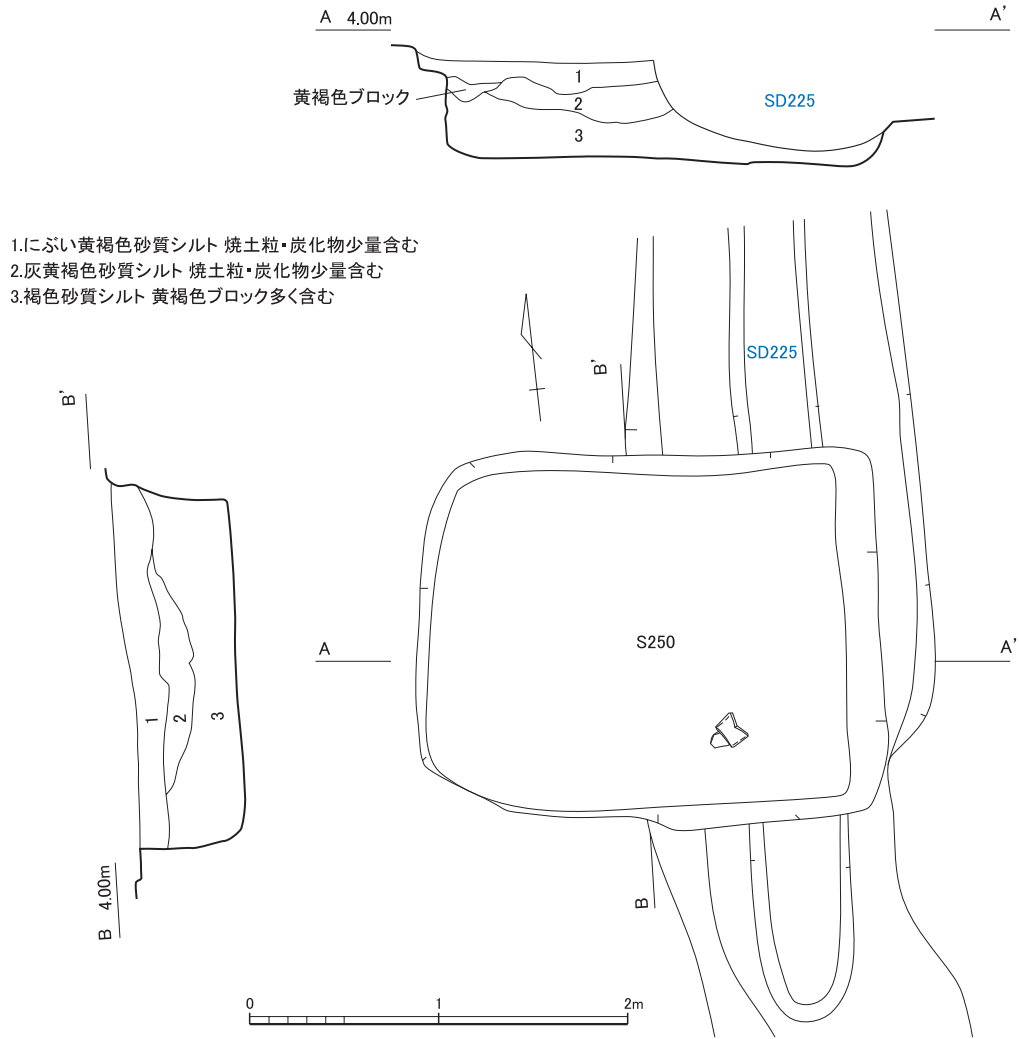 A 4.00m
A'
1
黄褐色ブロック
2
SD225
3
1.にぶい黄褐色砂質シルト 焼土粒・炭化物少量含む
2.灰黄褐色砂質シルト 焼土粒・炭化物少量含む
3.褐色砂質シルト 黄褐色ブロック多く含む
SD225
B'
B'
S250
A
A'
1
2
3
B 4.00m
B
0
1
2m